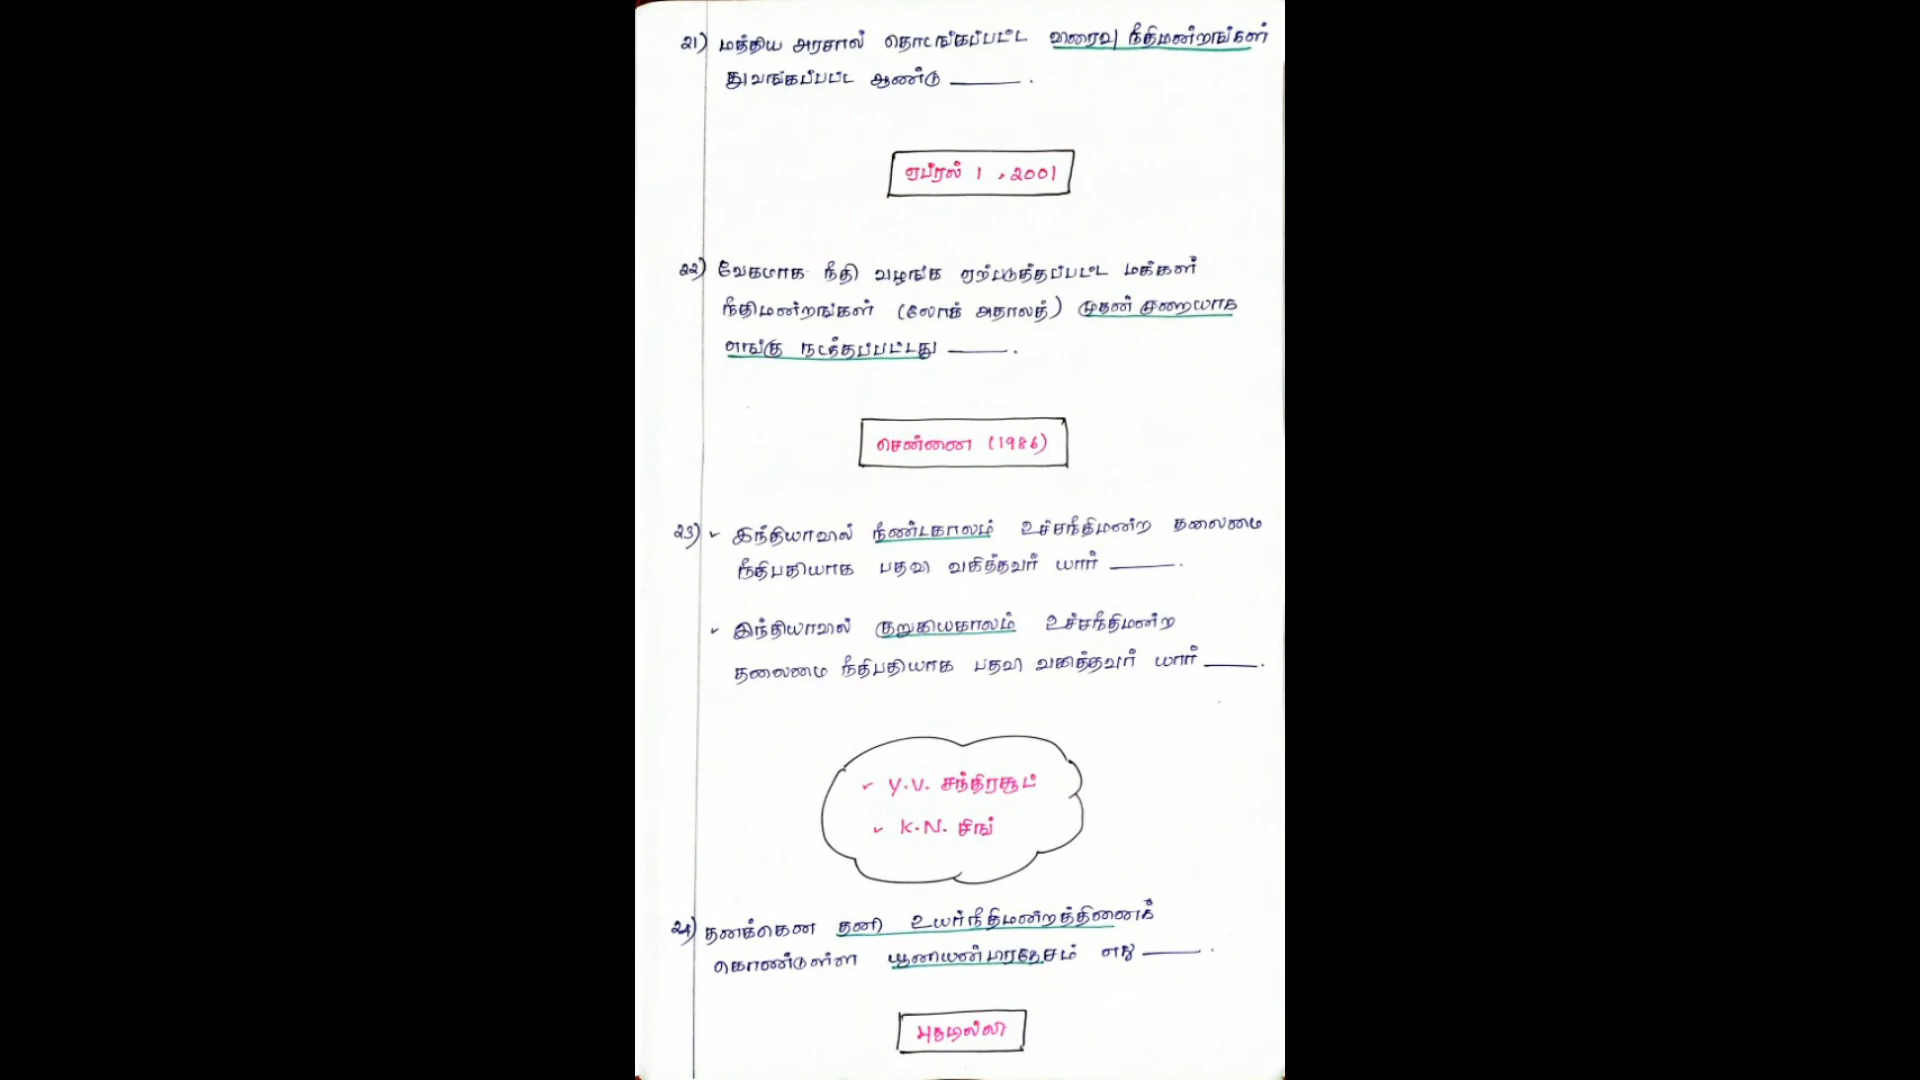 21) மத்திய அரசால் தொடங்கப்பட்ட விரைவு நீதிமன்றங்கள்
துவங்கப்பட்ட ஆண்டு ______ .
ஏப்ரல் 1 , 2001
22) வேகமாக நீதி வழங்க ஏற்படுத்தப்பட்ட மக்கள்
நீதிமன்றங்கள் (லோக் அதாலத்) முதன் முறையாக
எங்கு நடத்தப்பட்டது ______ .
சென்னை (1986)
23) ✓ இந்தியாவில் நீண்டகாலம் உச்சநீதிமன்ற தலைமை
நீதிபதியாக பதவி வகித்தவர் யார் ______ .
✓ இந்தியாவில் குறுகியகாலம் உச்சநீதிமன்ற
தலைமை நீதிபதியாக பதவி வகித்தவர் யார் ______ .
✓ Y.V. சந்திரசூட்
✓ K.N. சிங்
24) தனக்கென தனி உயர்நீதிமன்றத்தினைக்
கொண்டுள்ள யூனியன் பிரதேசம் எது ______ .
புதுடில்லி